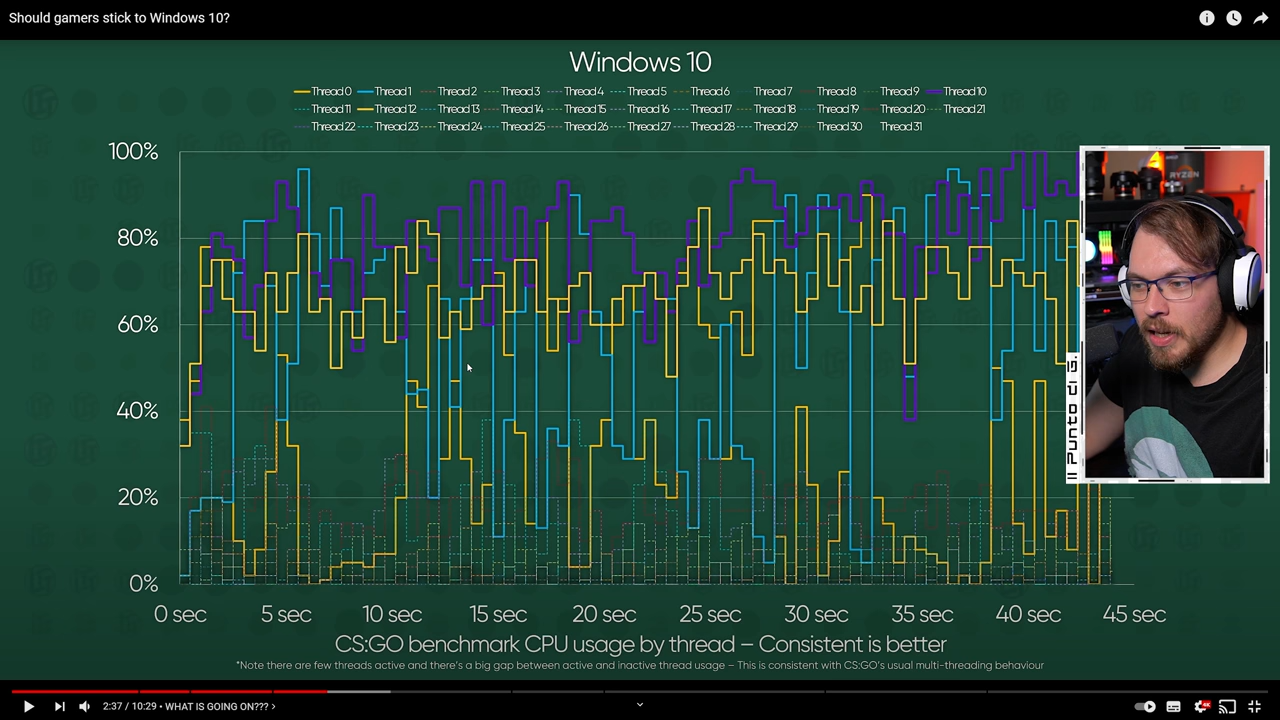 Should gamers stick to Windows 10?
Windows 10
Thread 0 Thread 1 Thread 2 Thread 3 Thread 4 Thread 5 Thread 6 Thread 7 Thread 8 Thread 9 Thread 10
Thread 11 Thread 12 Thread 13 Thread 14 Thread 15 Thread 16 Thread 17 Thread 18 Thread 19 Thread 20 Thread 21
Thread 22 Thread 23 Thread 24 Thread 25 Thread 26 Thread 27 Thread 28 Thread 29 Thread 30 Thread 31
100%
80%
60%
40%
20%
0%
0 sec 5 sec 10 sec 15 sec 20 sec 25 sec 30 sec 35 sec 40 sec 45 sec
CS:GO benchmark CPU usage by thread – Consistent is better
*Note there are few threads active and there's a big gap between active and inactive thread usage – This is consistent with CS:GO's usual multi-threading behaviour
RYZEN
Il Punto di G.
2:37 / 10:29 • WHAT IS GOING ON??? ›
4K